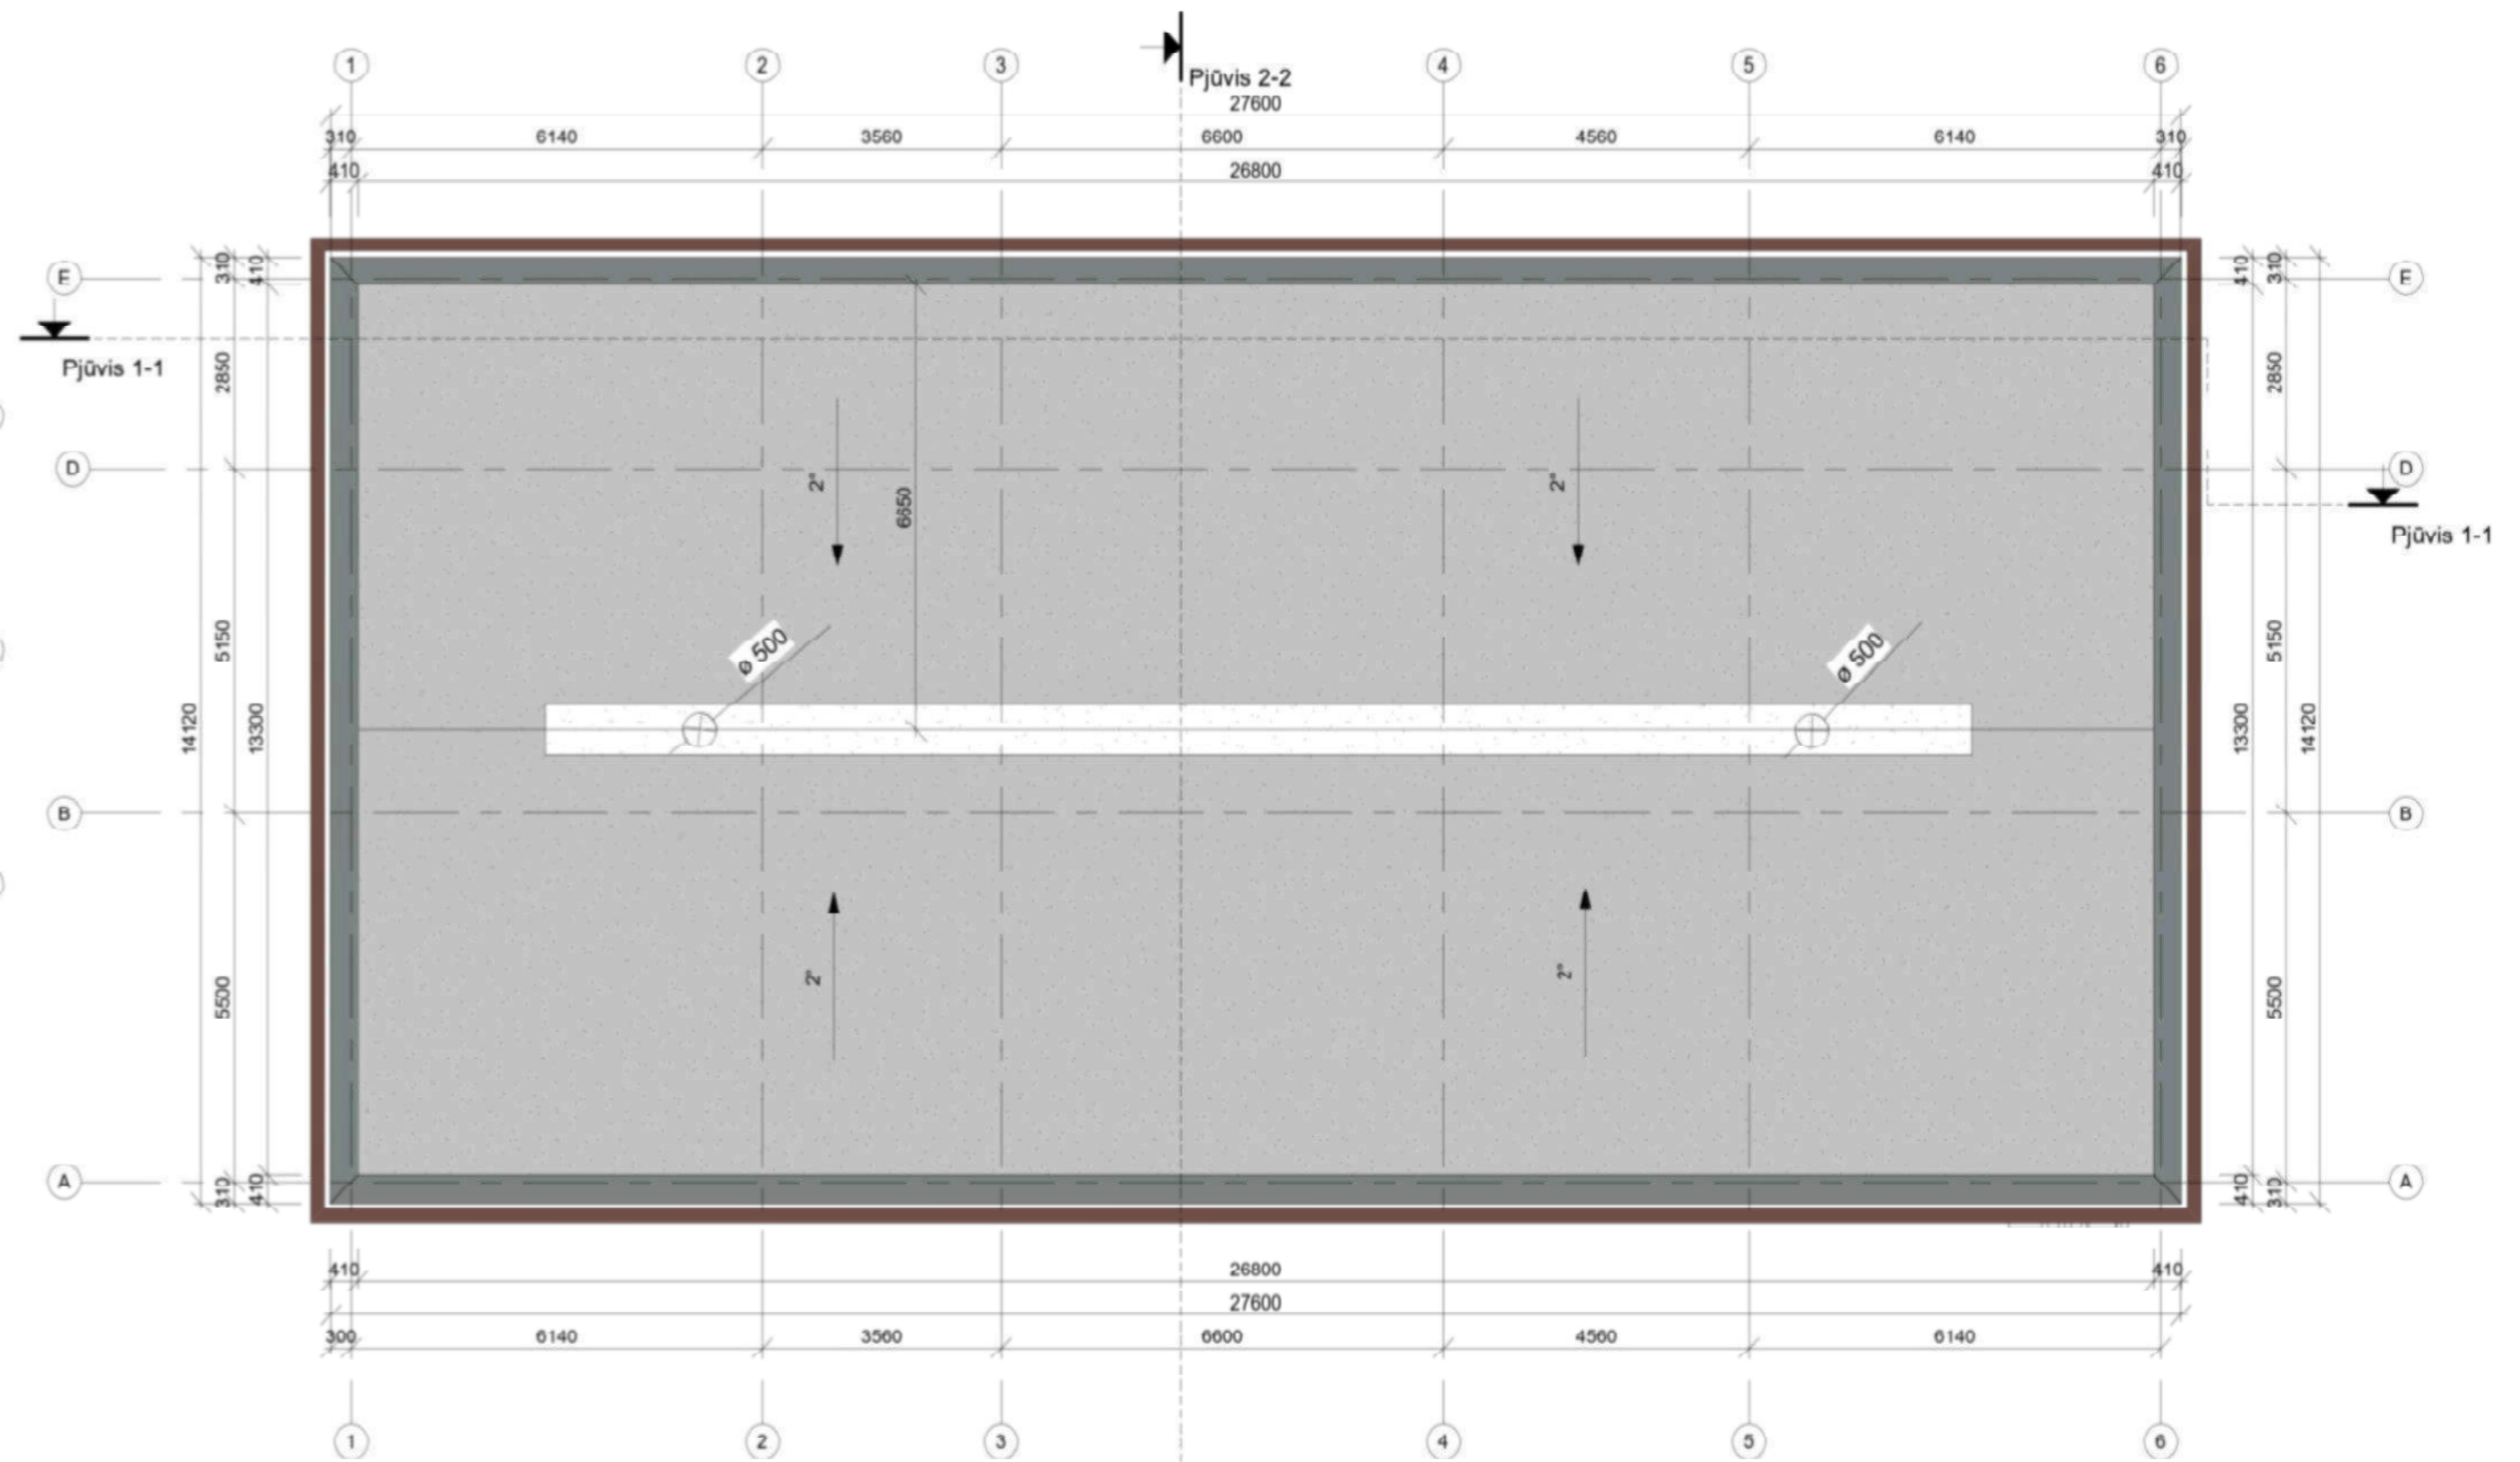 1 2 3 4 5 6
Pjūvis 2-2
27600
310 6140 3560 6600 4560 6140 310
410 26800 410
E 310 410 410 310 E
Pjūvis 1-1
2850 2850
D D
2° 2°
6650
Pjūvis 1-1
ø 500 ø 500
5150 5150
14120 13300 13300 14120
B B
2° 2°
5500 5500
A 310 410 410 310 A
410 26800 410
27600
300 6140 3560 6600 4560 6140
1 2 3 4 5 6